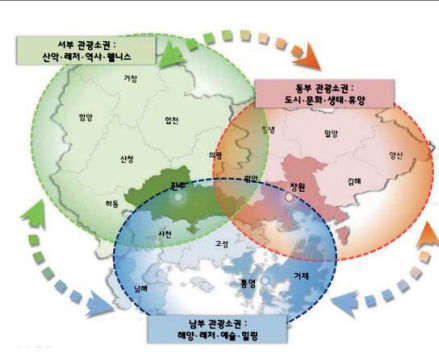 서부 관광소권 :
산악·레저·역사·웰니스
동부 관광소권 :
도시·문화·생태·휴양
거창
함양
합천
창녕
밀양
양산
산청
의령
함안
창원
김해
진주
하동
사천
고성
통영
거제
남해
남부 관광소권 :
해양·레저·예술·힐링